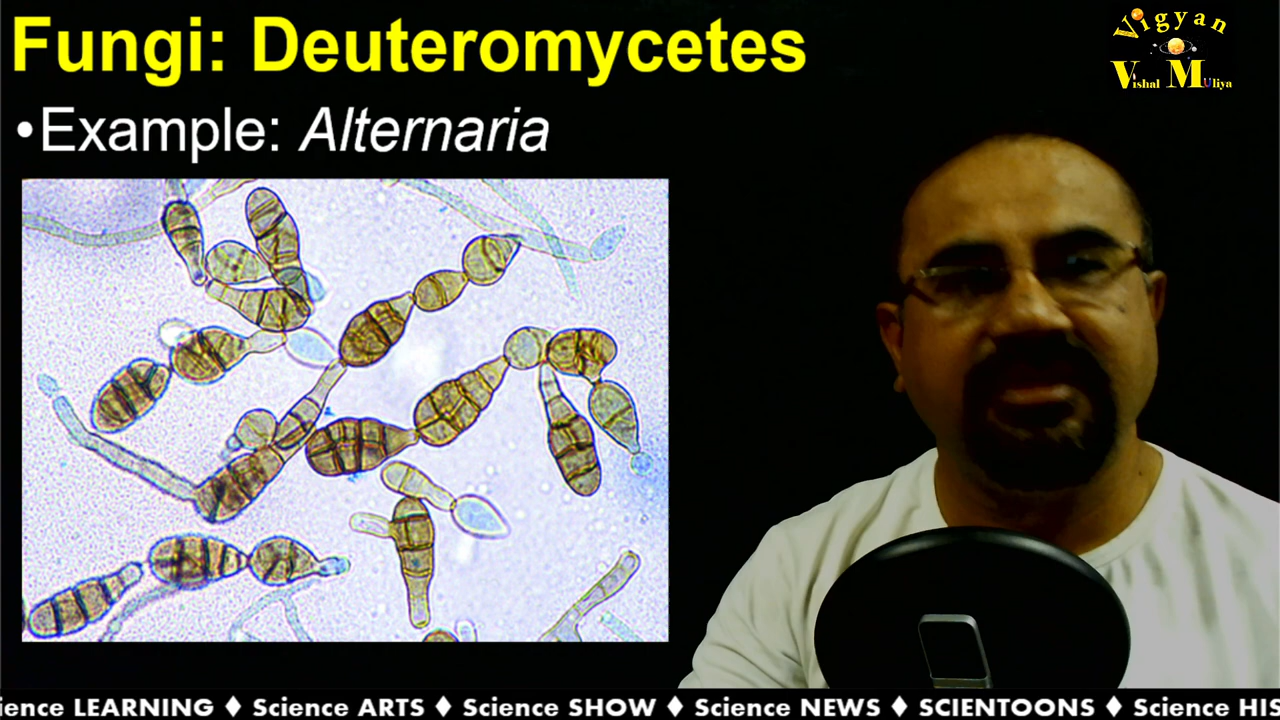 Fungi: Deuteromycetes
Vigyan
Vishal Muliya
•Example: Alternaria
ience LEARNING ♦ Science ARTS ♦ Science SHOW ♦ Science NEWS ♦ SCIENTOONS ♦ Science HIS